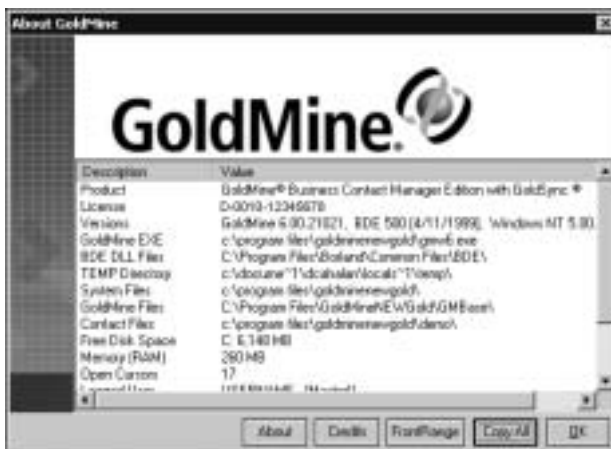 About GoldMine
GoldMine®
Description Value
Product GoldMine® Business Contact Manager Edition with GoldSync ®
License D-0010-12345678
Versions GoldMine 6.00.21021, BDE 500 (4/11/1999), Windows NT 5.00.
GoldMine EXE c:\program files\goldminenewgold\gmw6.exe
BDE DLL Files C:\Program Files\Borland\Common Files\BDE\
TEMP Directory c:\docume~1\dcahalan\locals~1\temp\
System Files c:\program files\goldminenewgold\
GoldMine Files C:\Program Files\GoldMineNEWGold\GMBase\
Contact Files c:\program files\goldminenewgold\demo\
Free Disk Space C: 6,140 MB
Memory (RAM) 260 MB
Open Cursors 17
About Credits FrontRange Copy All OK